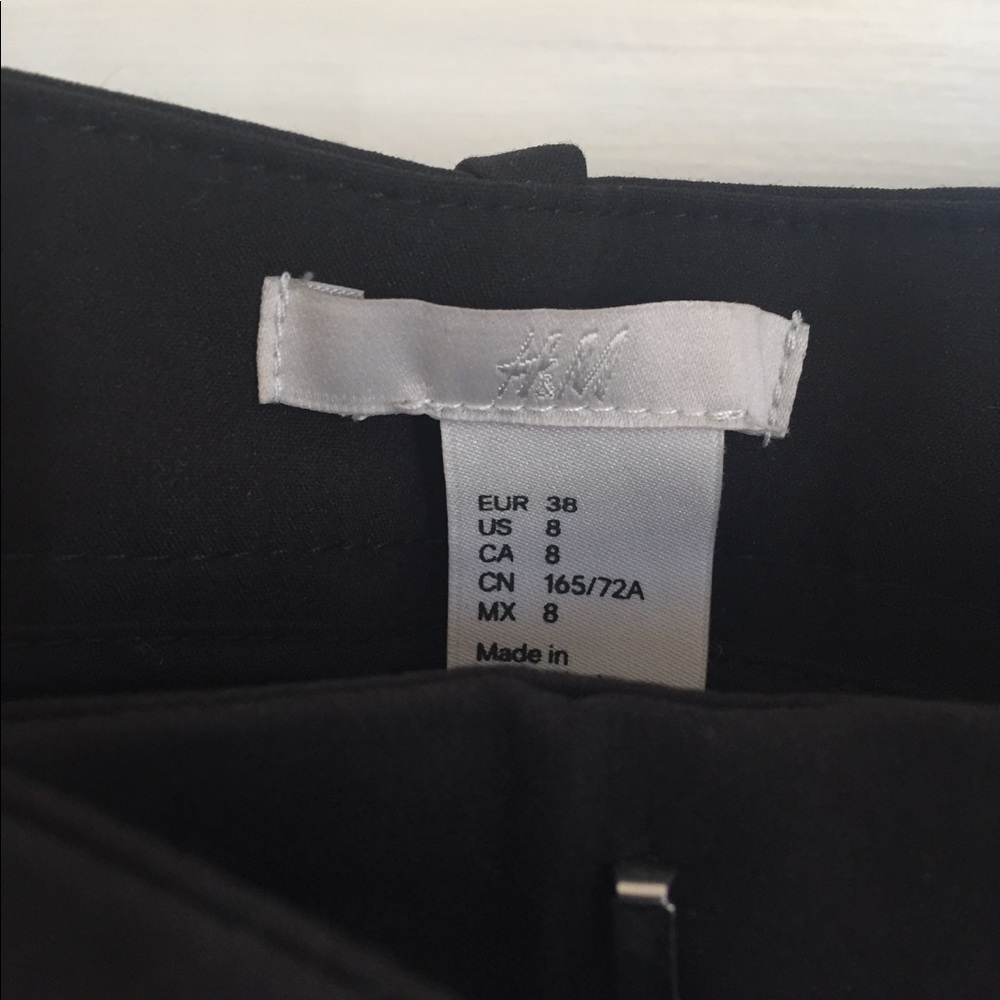 H&M
EUR 38
US 8
CA 8
CN 165/72A
MX 8
Made in